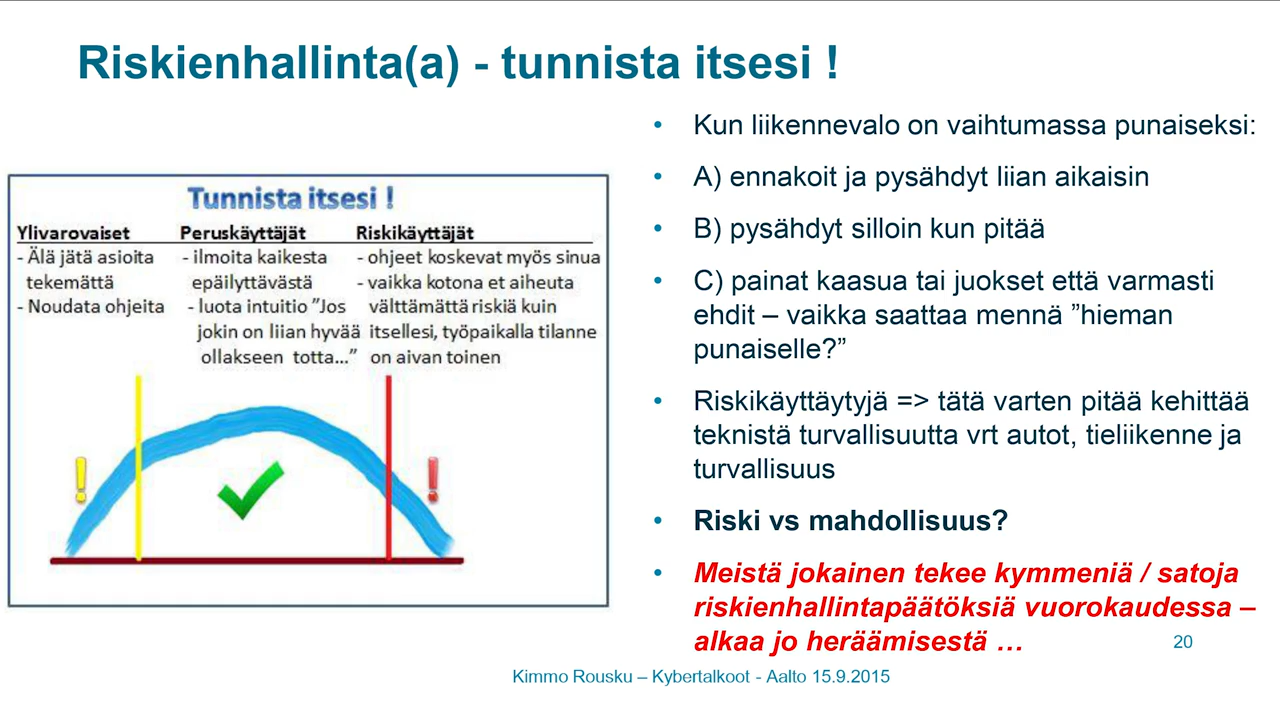 Riskienhallinta(a) - tunnista itsesi !
Tunnista itsesi !
Ylivarovaiset
- Älä jätä asioita
tekemättä
- Noudata ohjeita
Peruskäyttäjät
- ilmoita kaikesta
epäilyttävästä
- luota intuitio ”Jos
jokin on liian hyvää
ollakseen totta...”
Riskikäyttäjät
- ohjeet koskevat myös sinua
- vaikka kotona et aiheuta
välttämättä riskiä kuin
itsellesi, työpaikalla tilanne
on aivan toinen
• Kun liikennevalo on vaihtumassa punaiseksi:
• A) ennakoit ja pysähdyt liian aikaisin
• B) pysähdyt silloin kun pitää
• C) painat kaasua tai juokset että varmasti
ehdit – vaikka saattaa mennä ”hieman
punaiselle?”
• Riskikäyttäytyjä => tätä varten pitää kehittää
teknistä turvallisuutta vrt autot, tieliikenne ja
turvallisuus
• Riski vs mahdollisuus?
• Meistä jokainen tekee kymmeniä / satoja
riskienhallintapäätöksiä vuorokaudessa –
alkaa jo heräämisestä …
20
Kimmo Rousku – Kybertalkoot - Aalto 15.9.2015